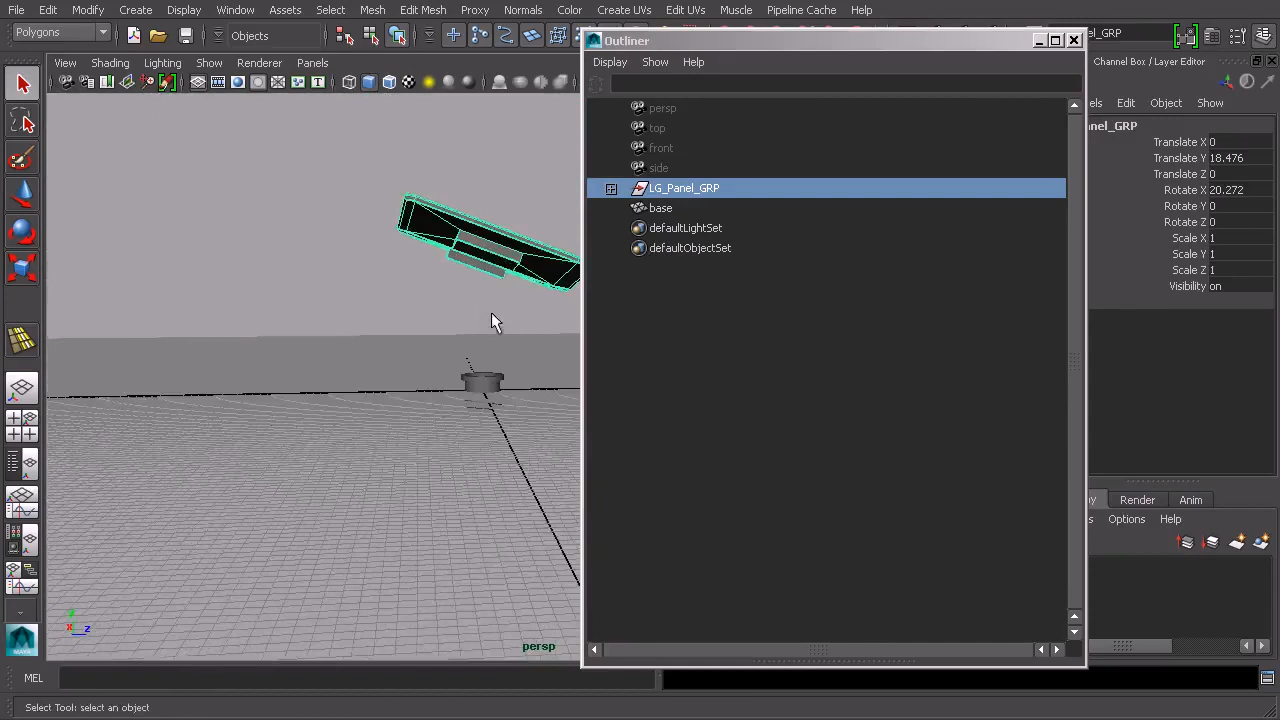 File Edit Modify Create Display Window Assets Select Mesh Edit Mesh Proxy Normals Color Create UVs Edit UVs Muscle Pipeline Cache Help
Polygons
Objects
Outliner
_GRP
View Shading Lighting Show Renderer Panels
Display Show Help
Channel Box / Layer Editor
els Edit Object Show
persp
top
front
side
LG_Panel_GRP
base
defaultLightSet
defaultObjectSet
anel_GRP
Translate X 0
Translate Y 18.476
Translate Z 0
Rotate X 20.272
Rotate Y 0
Rotate Z 0
Scale X 1
Scale Y 1
Scale Z 1
Visibility on
y Render Anim
s Options Help
Y
X
z
persp
MEL
Select Tool: select an object